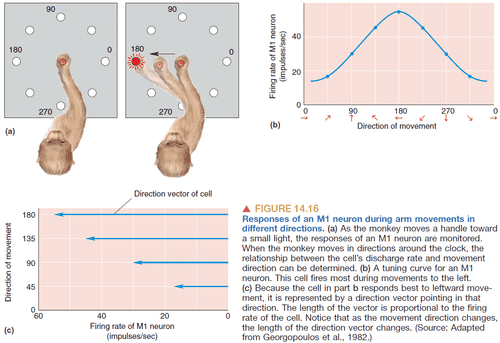 90
180
0
270
(a)
90
180
0
270
Firing rate of M1 neuron
(impulses/sec)
40
20
0
0
90
180
270
0
→ ↗ ↑ ↖ ← ↙ ↓ ↘ →
(b)
Direction of movement
Direction vector of cell
Direction of movement
180
135
90
45
60
40
20
0
(c)
Firing rate of M1 neuron
(impulses/sec)
▲ FIGURE 14.16
Responses of an M1 neuron during arm movements in
different directions. (a) As the monkey moves a handle toward
a small light, the responses of an M1 neuron are monitored.
When the monkey moves in directions around the clock, the
relationship between the cell's discharge rate and movement
direction can be determined. (b) A tuning curve for an M1
neuron. This cell fires most during movements to the left.
(c) Because the cell in part b responds best to leftward move-
ment, it is represented by a direction vector pointing in that
direction. The length of the vector is proportional to the firing
rate of the cell. Notice that as the movement direction changes,
the length of the direction vector changes. (Source: Adapted
from Georgopoulos et al., 1982.)